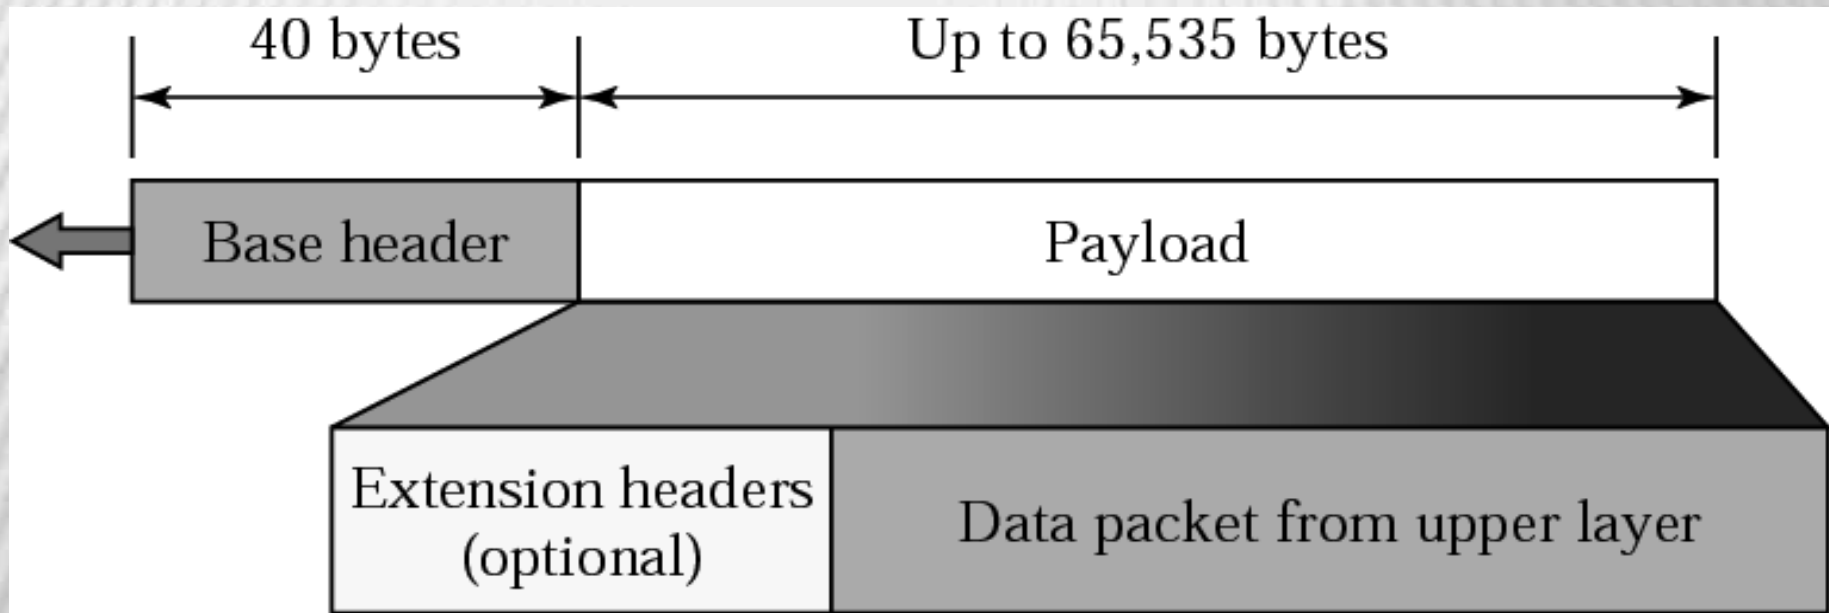 40 bytes
Up to 65,535 bytes
Base header
Payload
Extension headers
(optional)
Data packet from upper layer